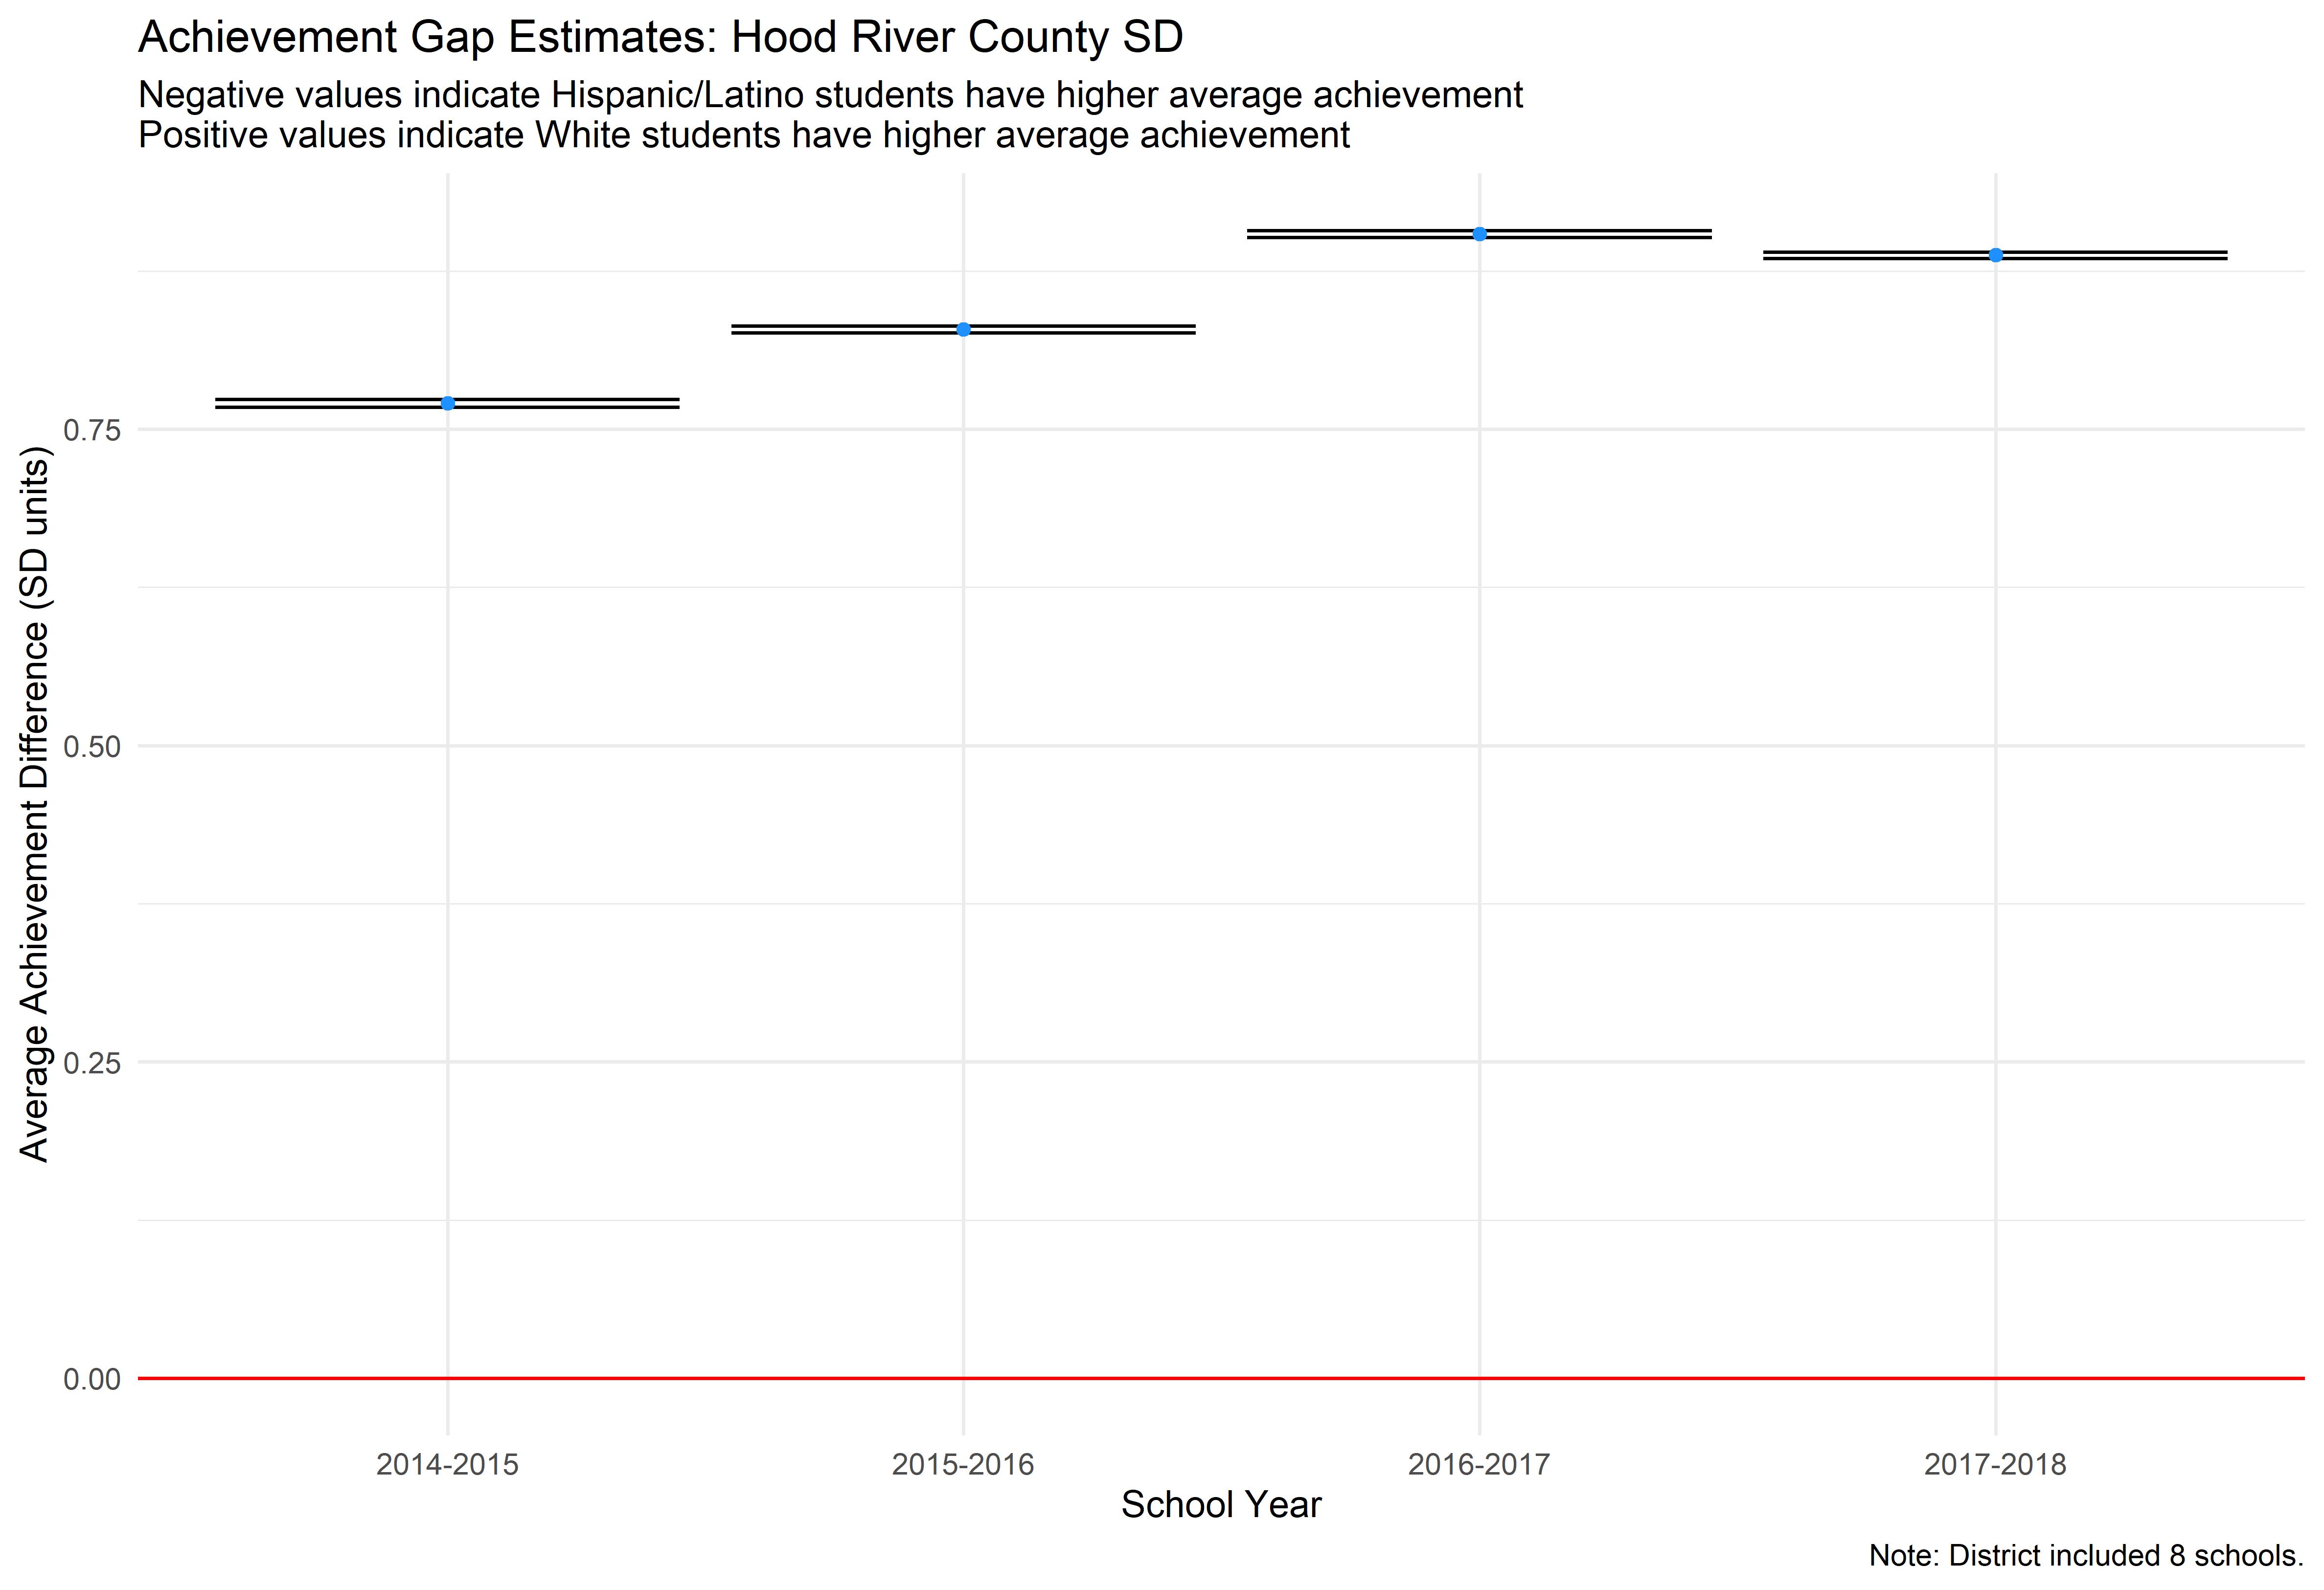 Achievement Gap Estimates: Hood River County SD
Negative values indicate Hispanic/Latino students have higher average achievement
Positive values indicate White students have higher average achievement
Average Achievement Difference (SD units)
0.75
0.50
0.25
0.00
2014-2015
2015-2016
2016-2017
2017-2018
School Year
Note: District included 8 schools.